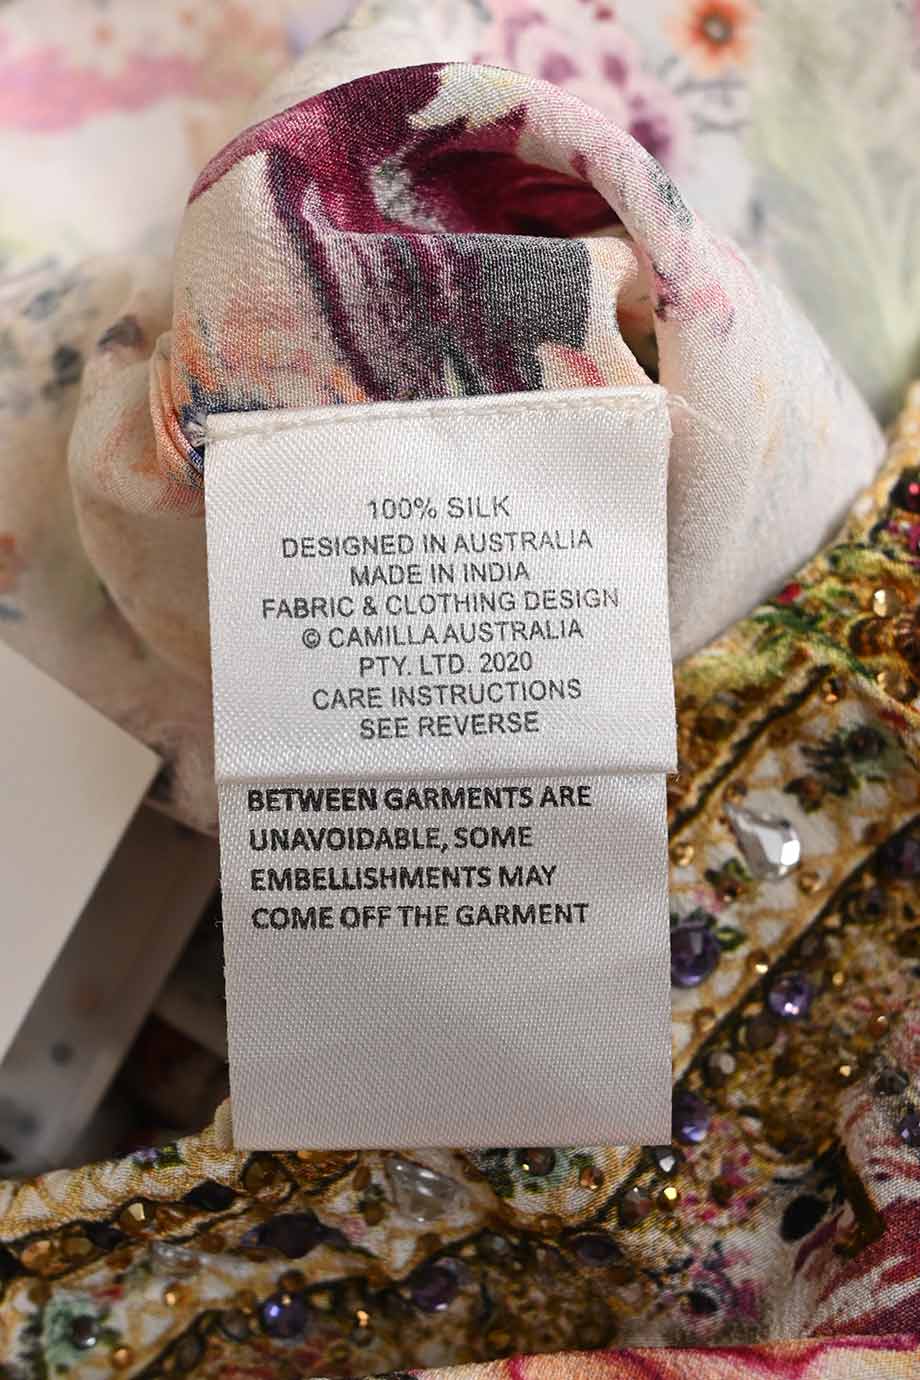 100% SILK
DESIGNED IN AUSTRALIA
MADE IN INDIA
FABRIC & CLOTHING DESIGN
© CAMILLA AUSTRALIA
PTY. LTD. 2020
CARE INSTRUCTIONS
SEE REVERSE
BETWEEN GARMENTS ARE
UNAVOIDABLE, SOME
EMBELLISHMENTS MAY
COME OFF THE GARMENT